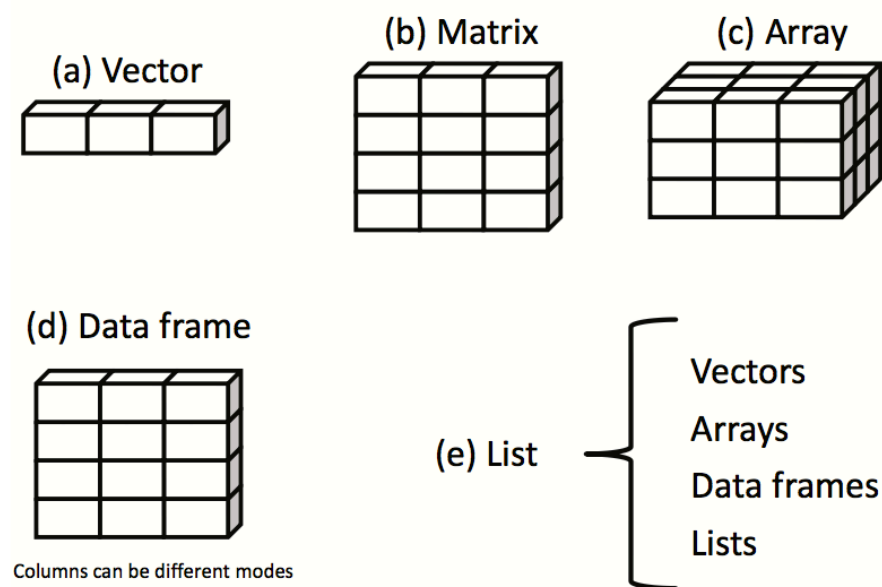 (a) Vector
(b) Matrix
(c) Array
(d) Data frame
Columns can be different modes
(e) List
Vectors
Arrays
Data frames
Lists